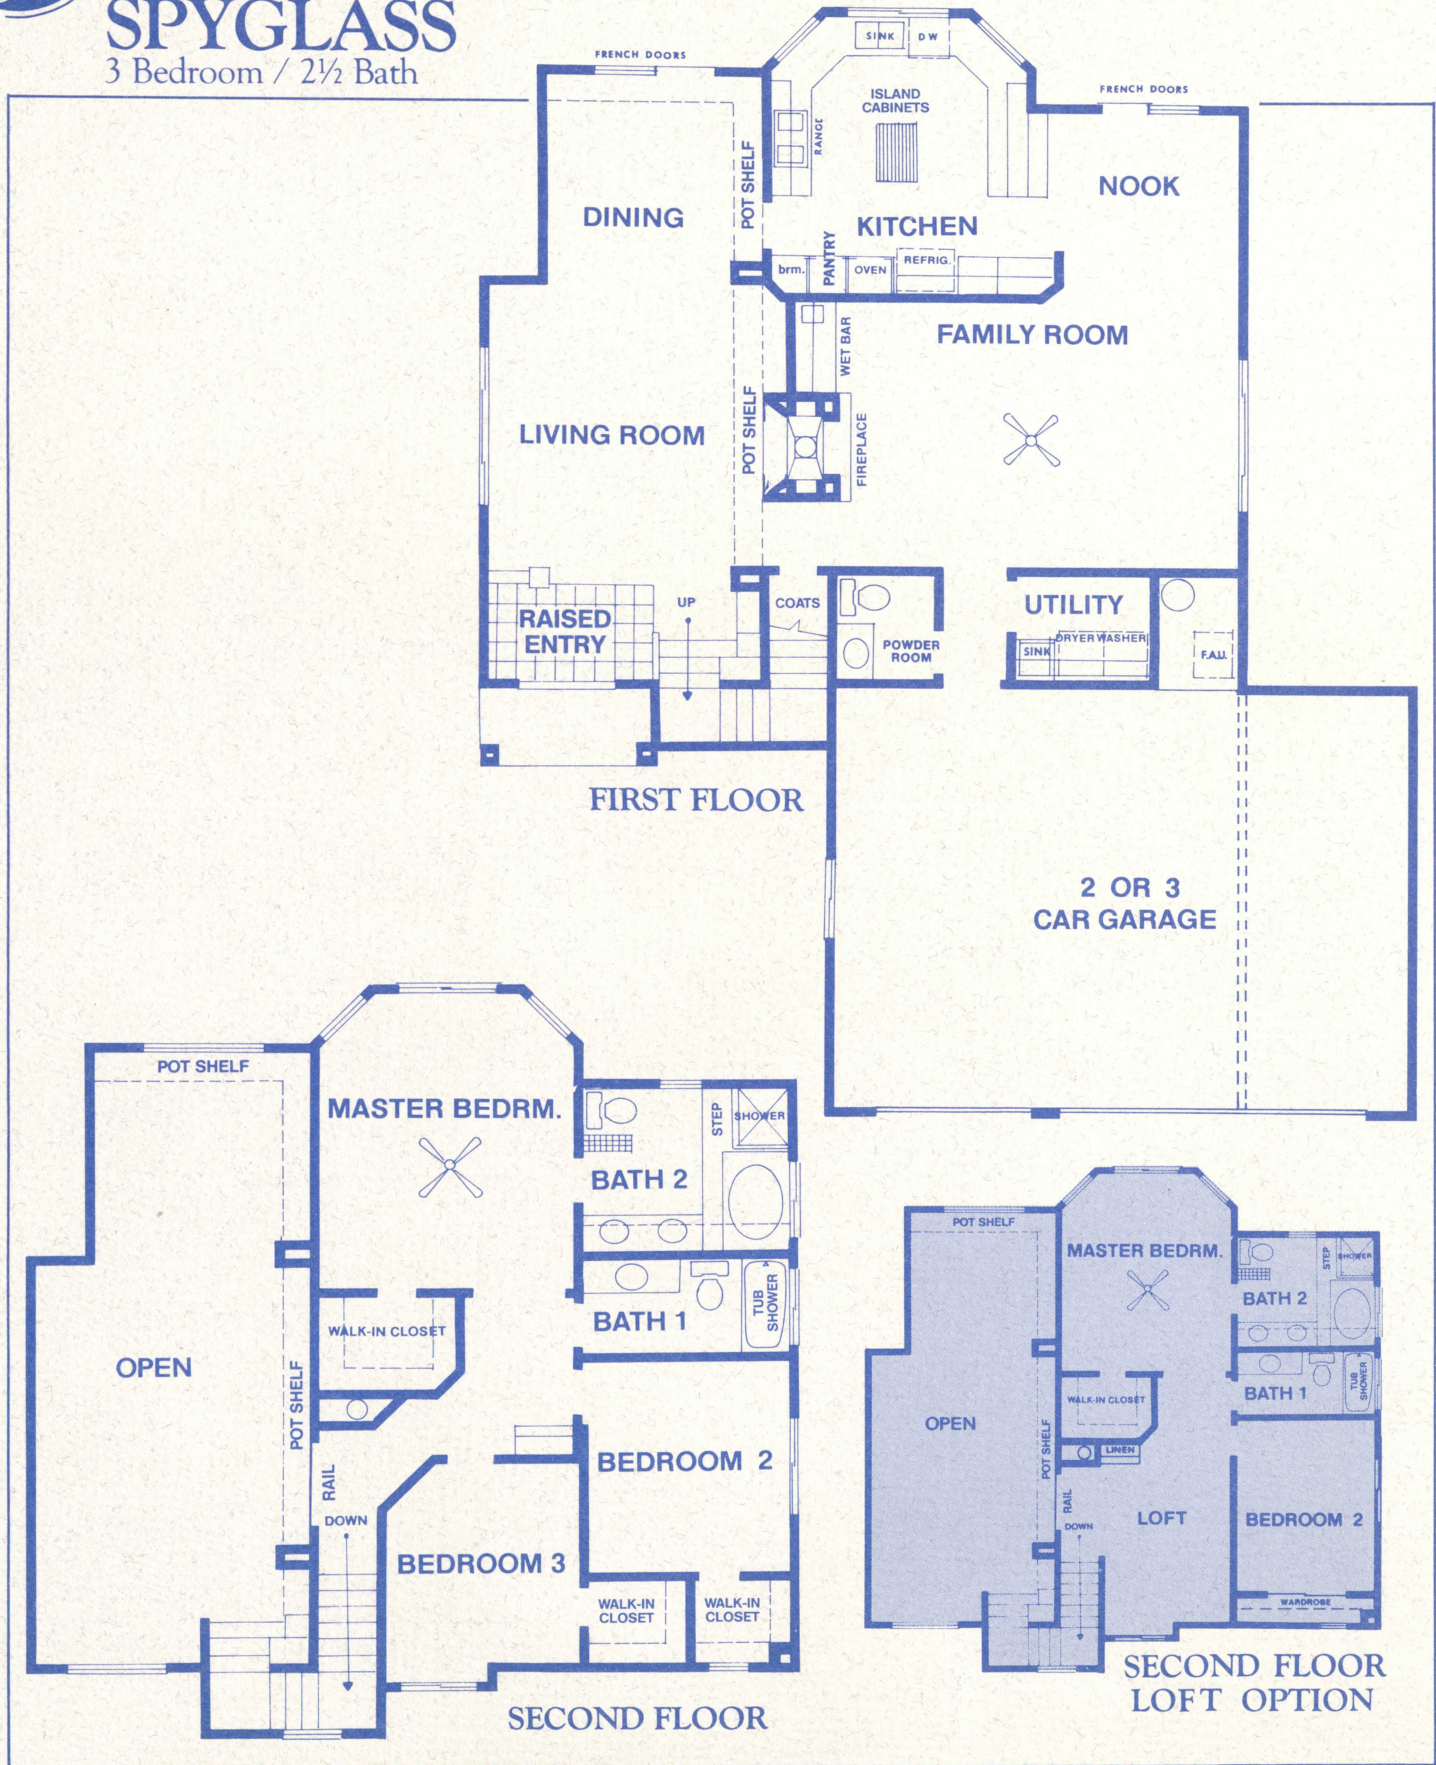 SPYGLASS
3 Bedroom / 2½ Bath
FRENCH DOORS
SINK
DW
ISLAND
CABINETS
RANGE
FRENCH DOORS
POT SHELF
NOOK
DINING
KITCHEN
brm.
PANTRY
OVEN
REFRIG.
FAMILY ROOM
WET BAR
LIVING ROOM
POT SHELF
FIREPLACE
RAISED
ENTRY
UP
COATS
POWDER
ROOM
UTILITY
SINK
DRYER
WASHER
F.A.U.
FIRST FLOOR
2 OR 3
CAR GARAGE
POT SHELF
MASTER BEDRM.
STEP
SHOWER
BATH 2
WALK-IN CLOSET
BATH 1
TUB
SHOWER
OPEN
POT SHELF
RAIL
DOWN
BEDROOM 2
BEDROOM 3
WALK-IN
CLOSET
WALK-IN
CLOSET
SECOND FLOOR
POT SHELF
MASTER BEDRM.
STEP
SHOWER
BATH 2
WALK-IN CLOSET
BATH 1
TUB
SHOWER
OPEN
POT SHELF
LINEN
RAIL
DOWN
LOFT
BEDROOM 2
WARDROBE
SECOND FLOOR
LOFT OPTION